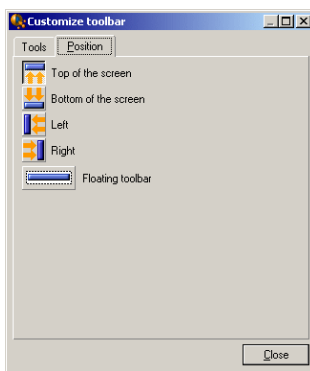 Customize toolbar
Tools Position
Top of the screen
Bottom of the screen
Left
Right
Floating toolbar
Close